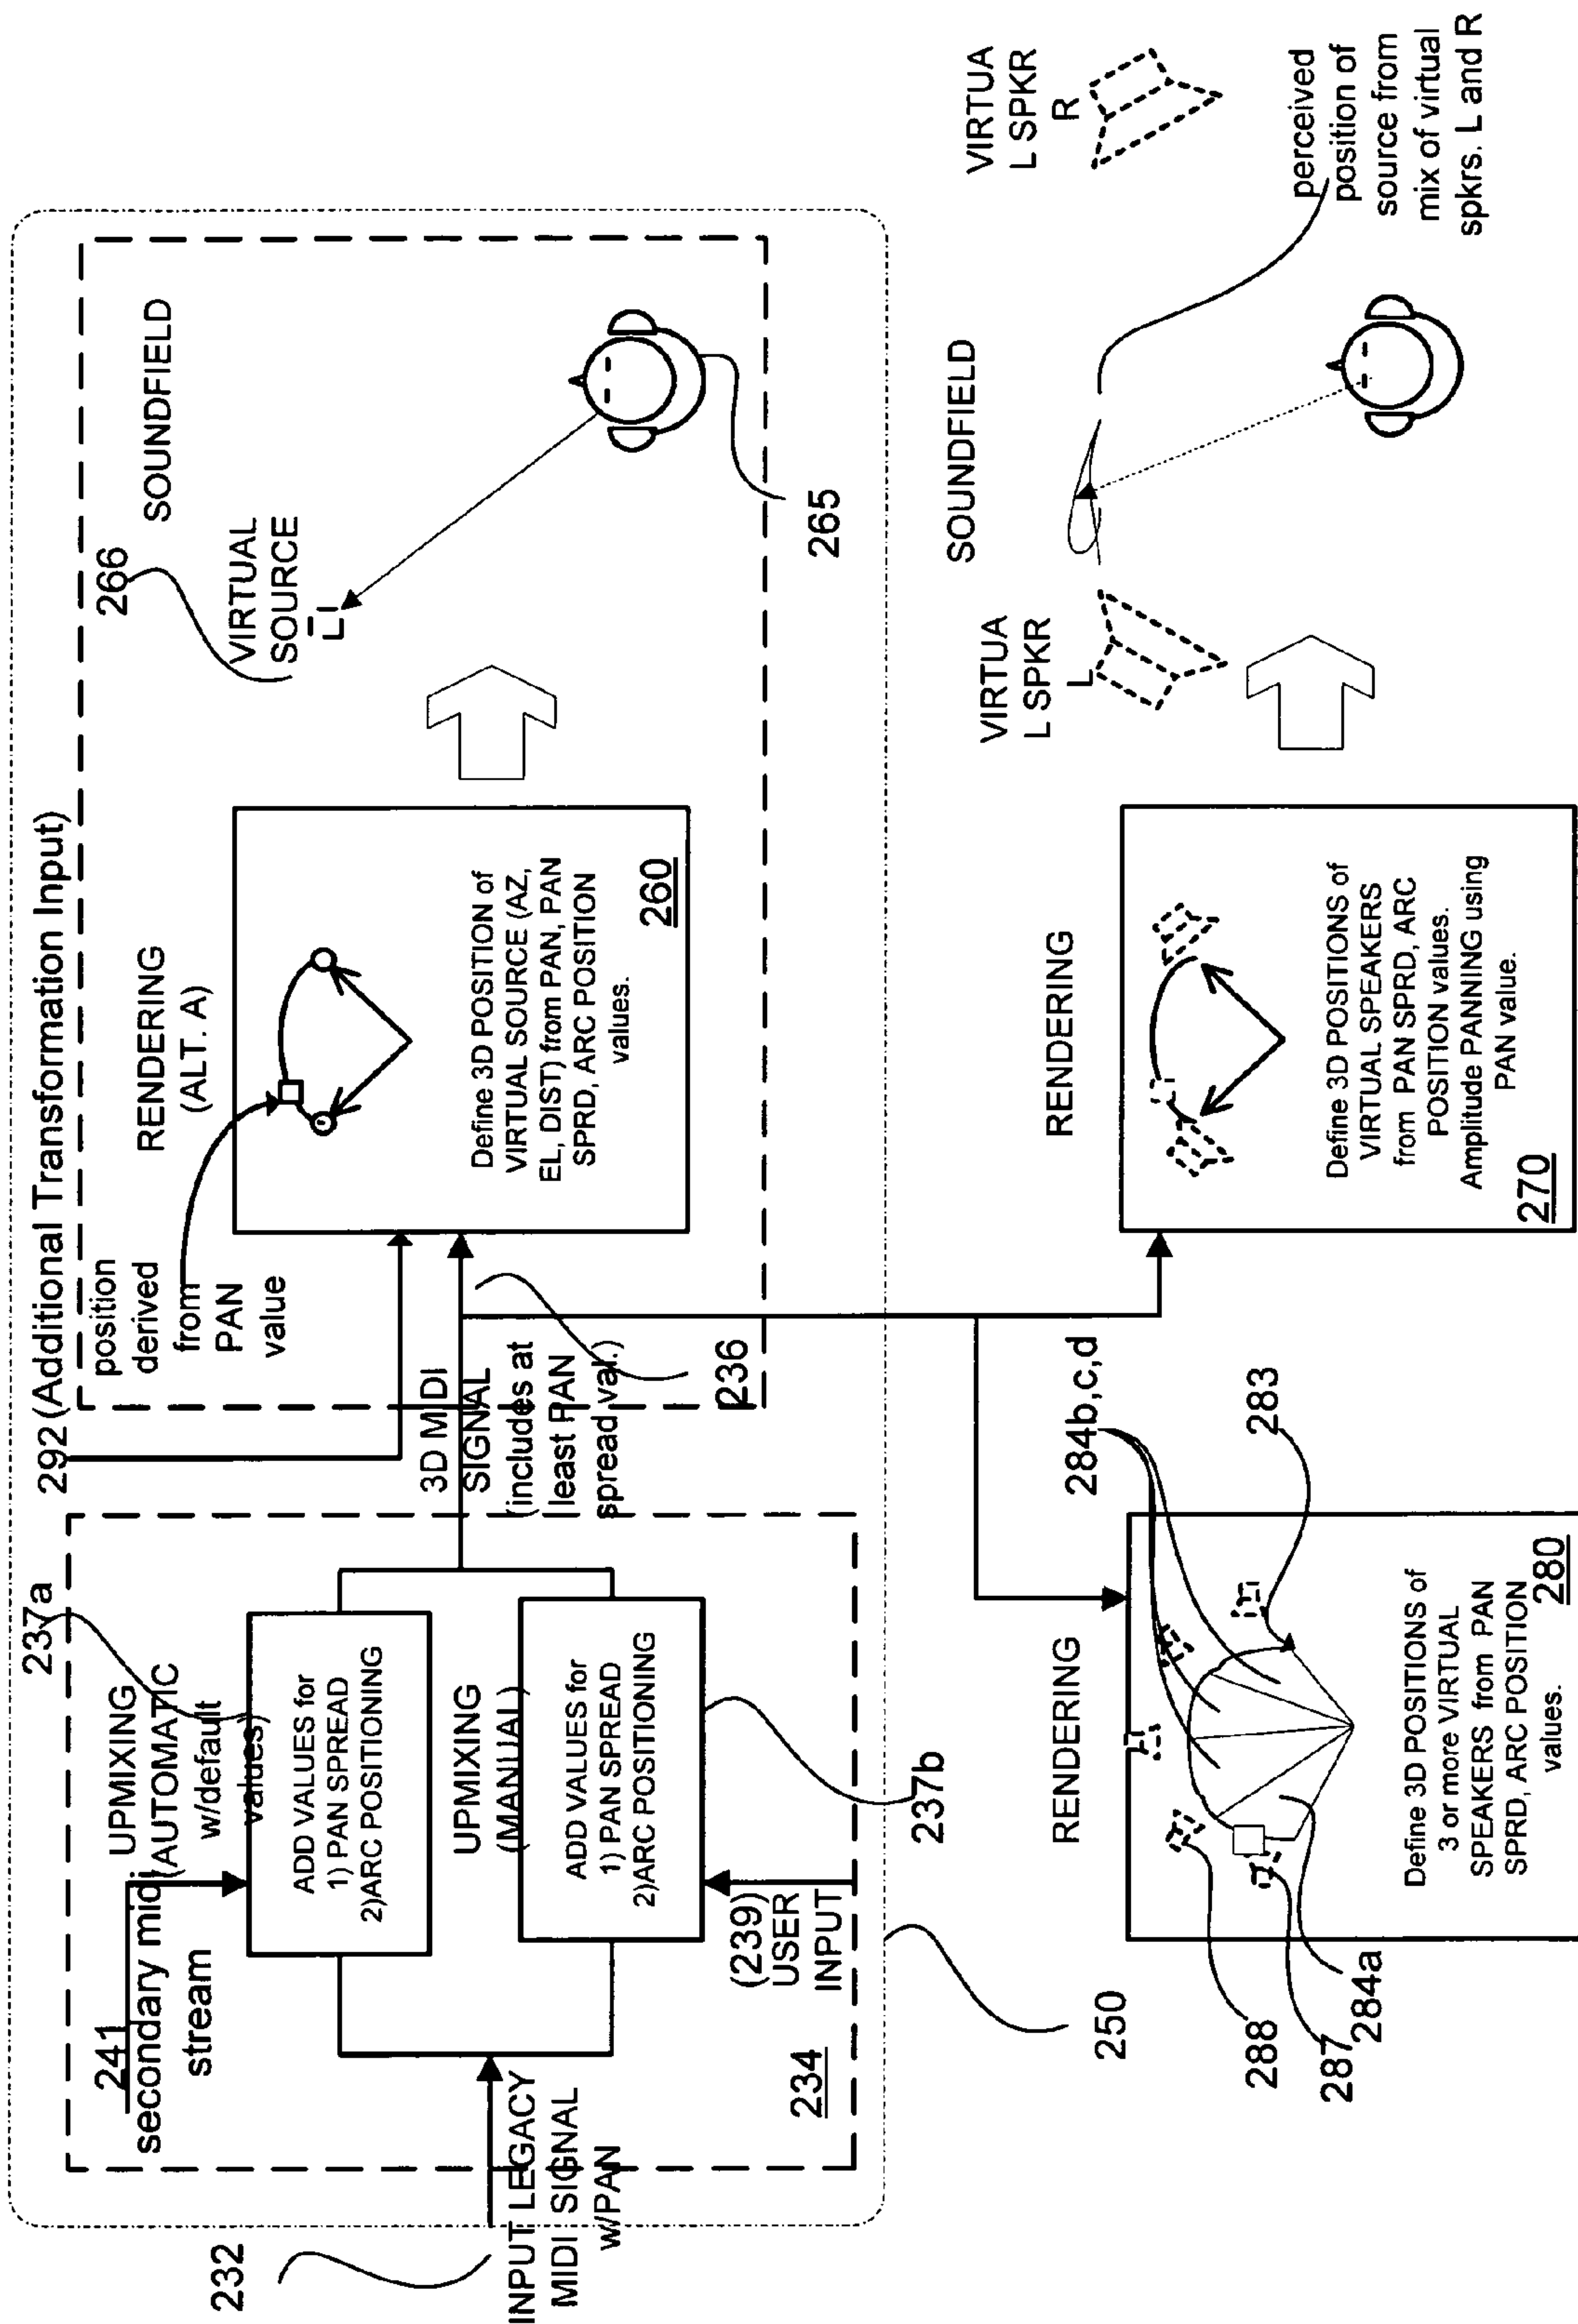 292 (Additional Transformation Input)
237a
241
secondary midi
stream
UPMIXING
(AUTOMATIC
w/default
values)
ADD VALUES for
1) PAN SPREAD
2)ARC POSITIONING
UPMIXING
(MANUAL)
ADD VALUES for
1) PAN SPREAD
2)ARC POSITIONING
(239)
USER
INPUT
237b
234
232
INPUT LEGACY
MIDI SIGNAL
w/PAN
250
3D MIDI
SIGNAL
(includes at
least PAN
spread val.)
236
position
derived
from
PAN
value
RENDERING
(ALT. A)
Define 3D POSITION of
VIRTUAL SOURCE (AZ,
EL, DIST) from PAN, PAN
SPRD, ARC POSITION
values.
260
266
VIRTUAL
SOURCE
SOUNDFIELD
265
RENDERING
284b,c,d
283
288
287
284a
Define 3D POSITIONS of
3 or more VIRTUAL
SPEAKERS from PAN
SPRD, ARC POSITION
values.
280
RENDERING
Define 3D POSITIONS of
VIRTUAL SPEAKERS
from PAN SPRD, ARC
POSITION values.
Amplitude PANNING using
PAN value.
270
VIRTUA
L SPKR
L
SOUNDFIELD
VIRTUA
L SPKR
R
perceived
position of
source from
mix of virtual
spkrs. L and R